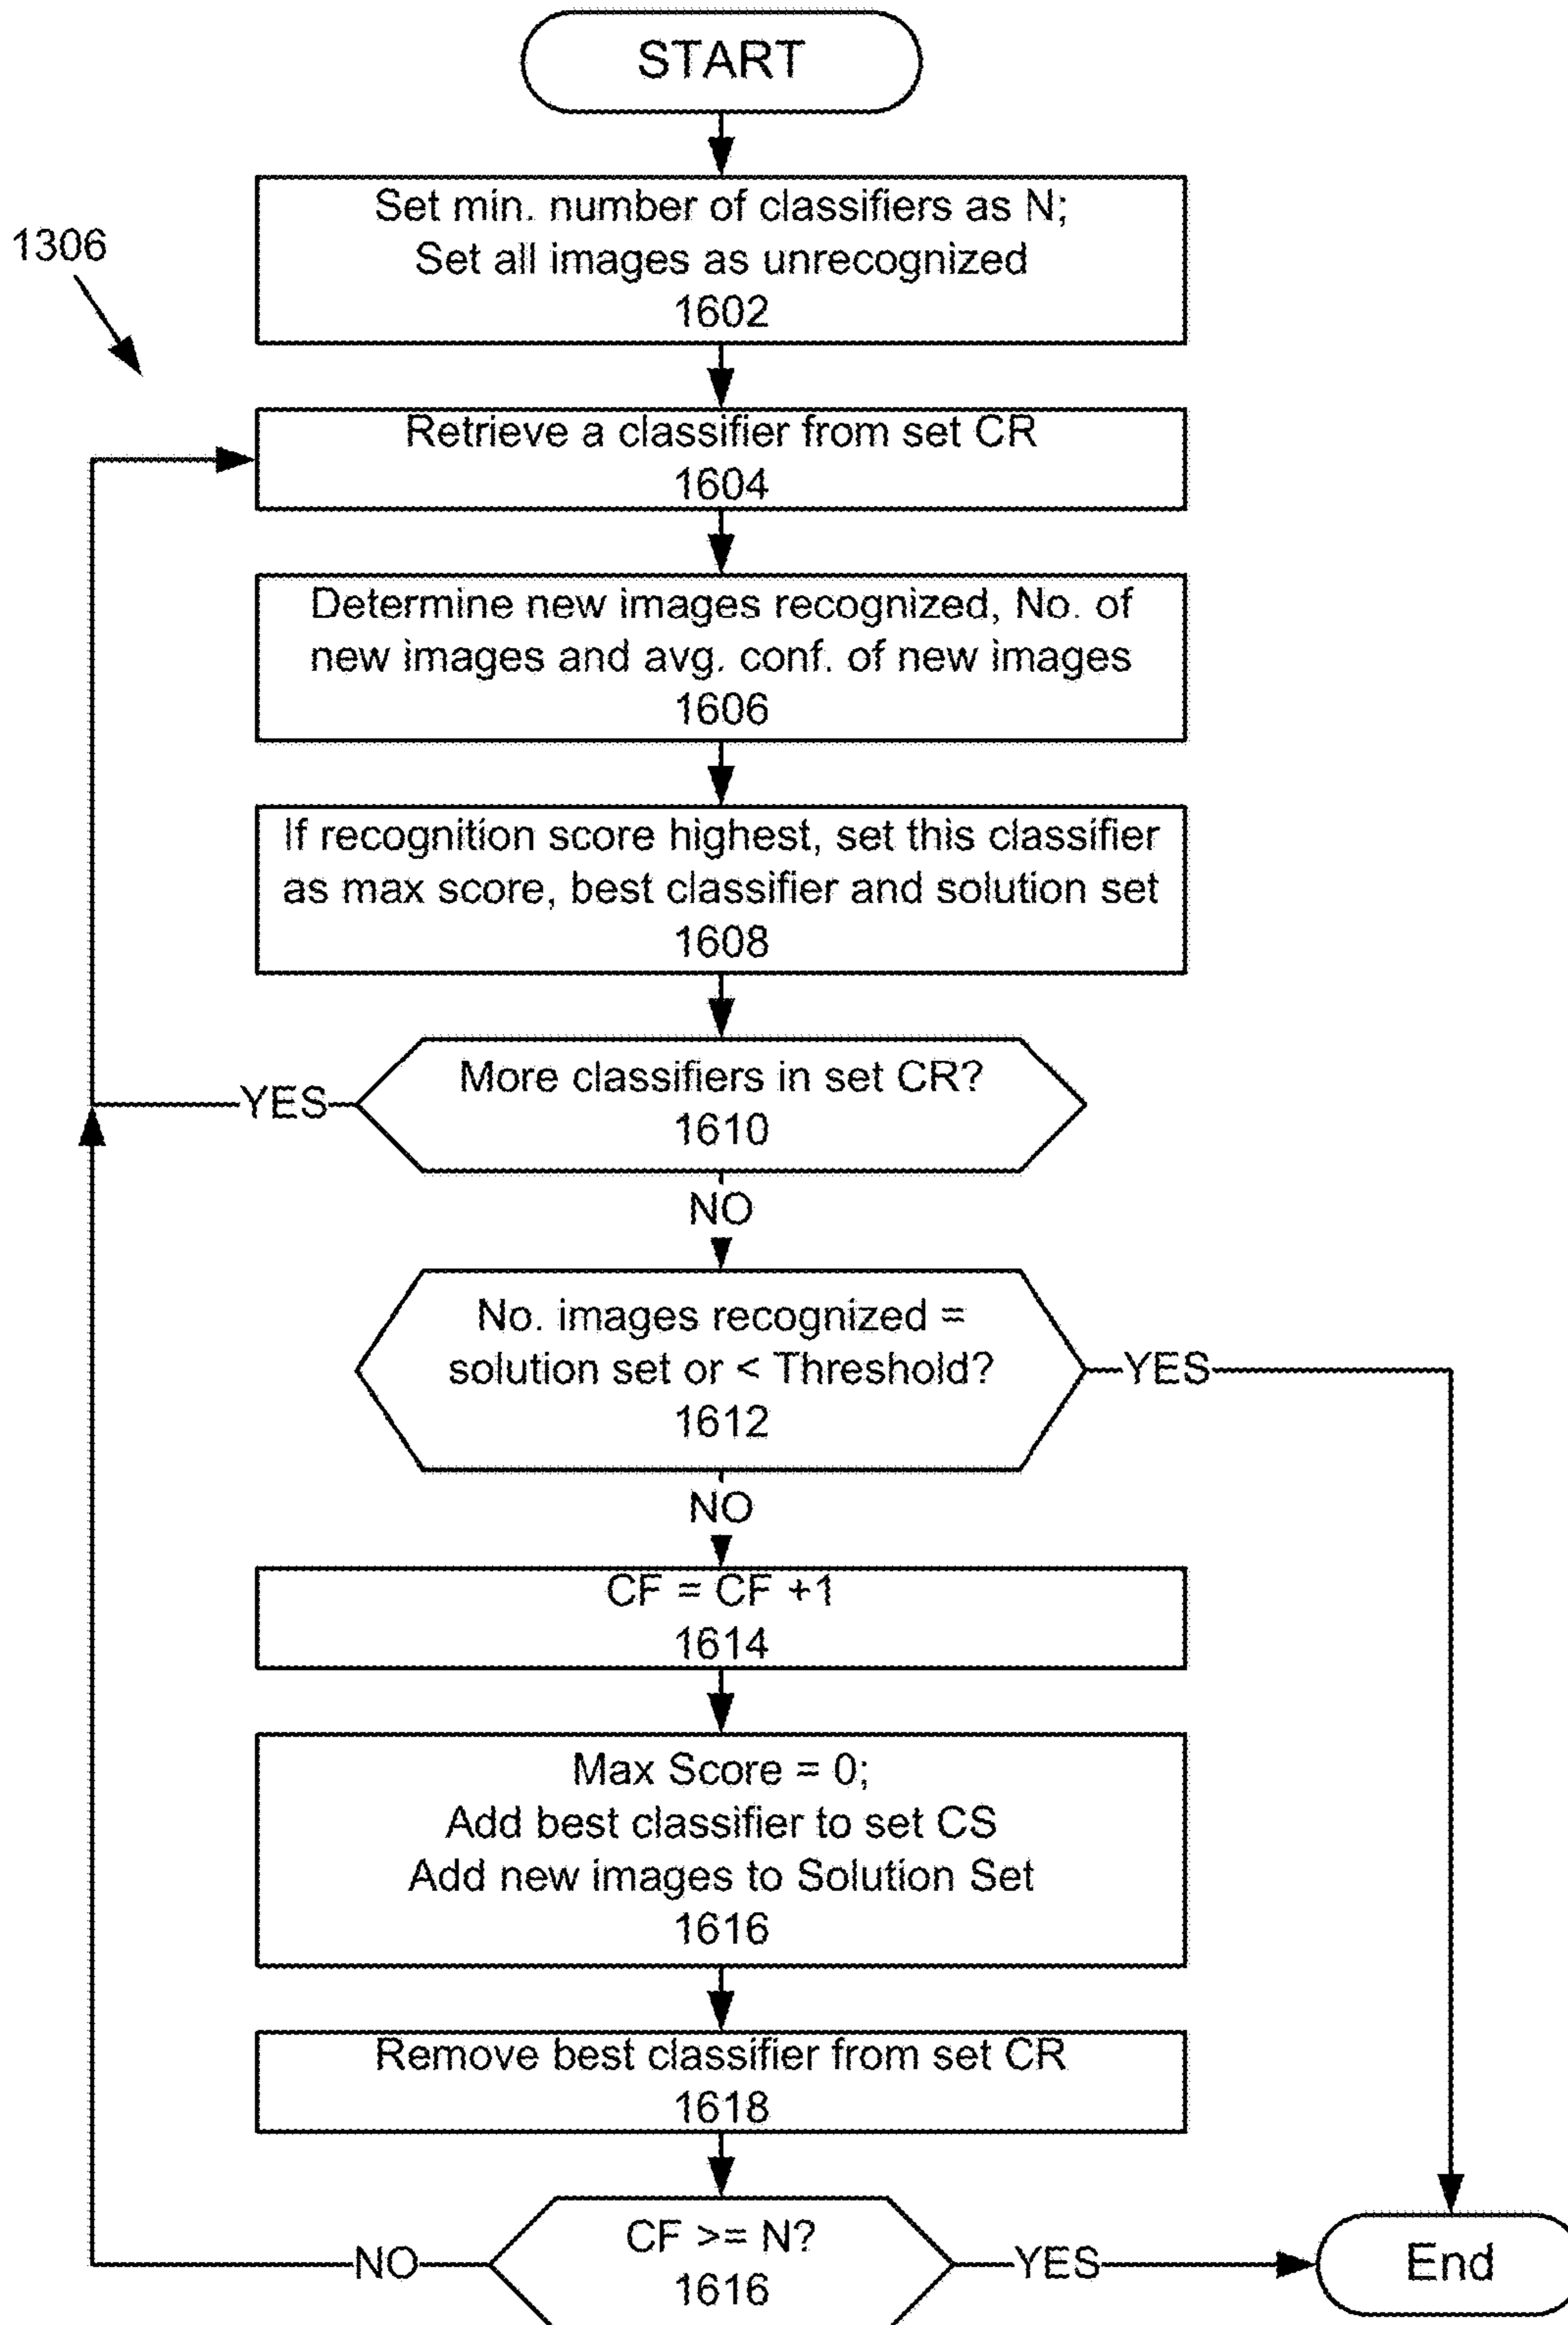 START
Set min. number of classifiers as N;
Set all images as unrecognized
1602
1306
Retrieve a classifier from set CR
1604
Determine new images recognized, No. of
new images and avg. conf. of new images
1606
If recognition score highest, set this classifier
as max score, best classifier and solution set
1608
More classifiers in set CR?
1610
YES
NO
No. images recognized =
solution set or < Threshold?
1612
YES
NO
CF = CF +1
1614
Max Score = 0;
Add best classifier to set CS
Add new images to Solution Set
1616
Remove best classifier from set CR
1618
CF >= N?
1616
NO
YES
End